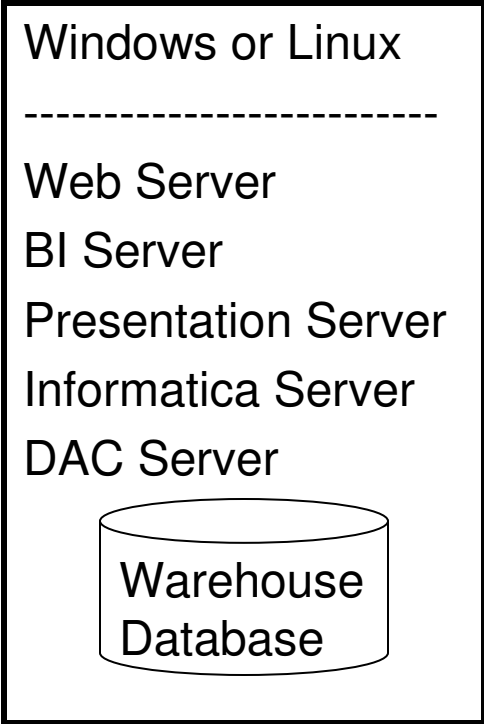 Windows or Linux
--------------------------
Web Server
BI Server
Presentation Server
Informatica Server
DAC Server
Warehouse
Database